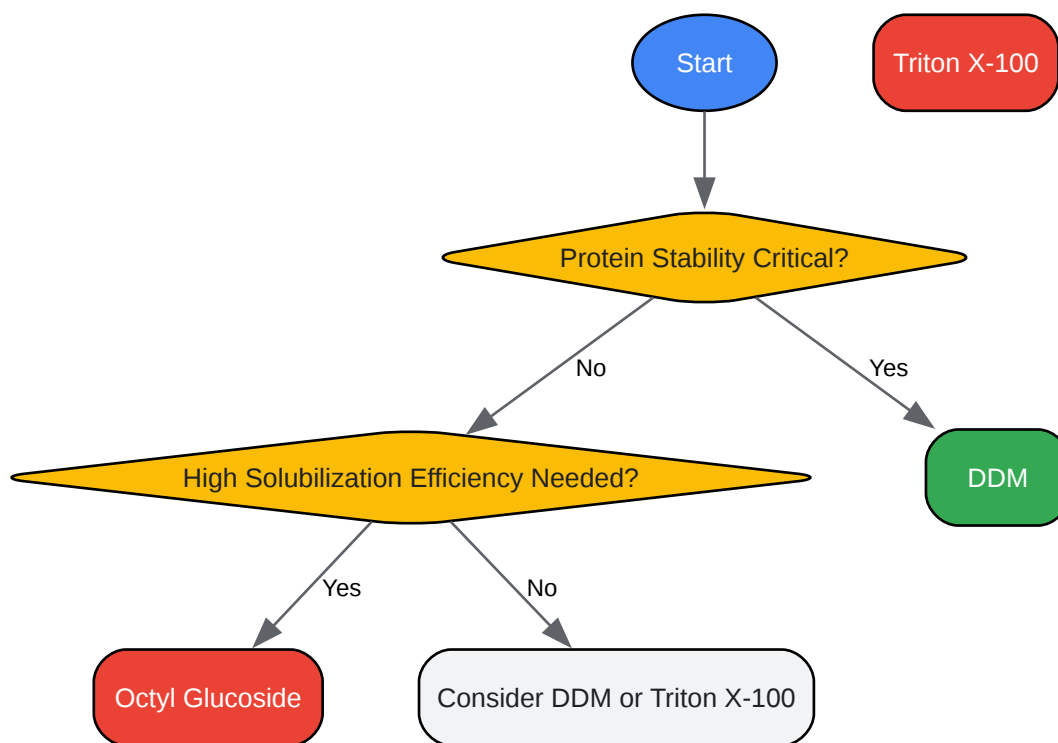 Start
Triton X-100
Protein Stability Critical?
No
Yes
High Solubilization Efficiency Needed?
DDM
Yes
No
Octyl Glucoside
Consider DDM or Triton X-100